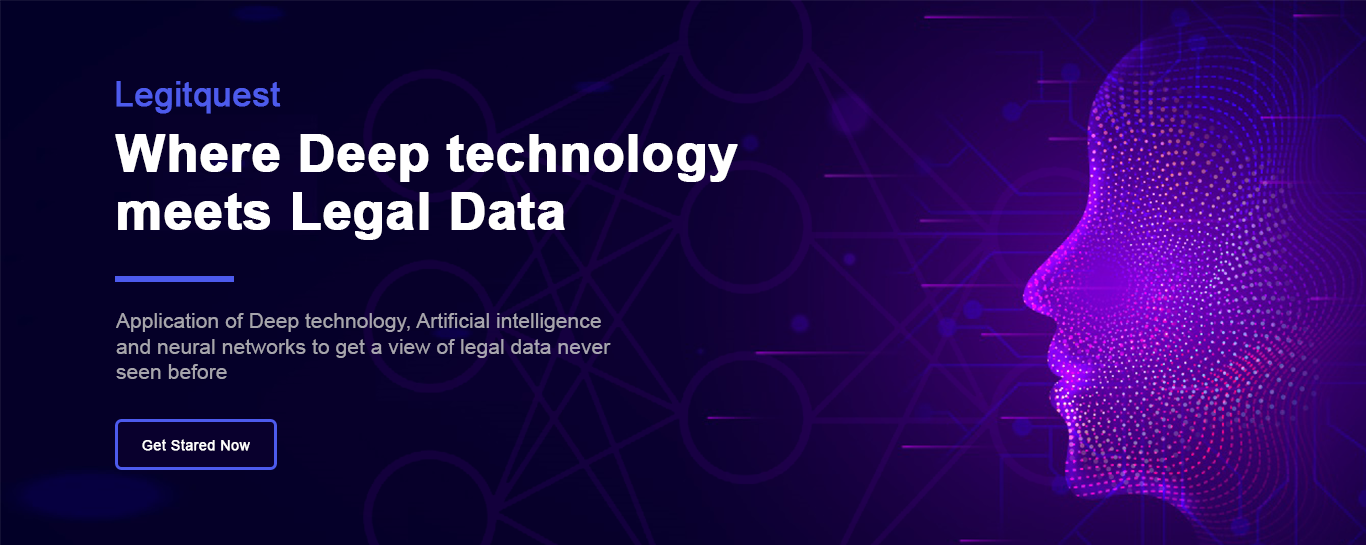 Legitquest
Where Deep technology
meets Legal Data
Application of Deep technology, Artificial intelligence
and neural networks to get a view of legal data never
seen before
Get Stared Now